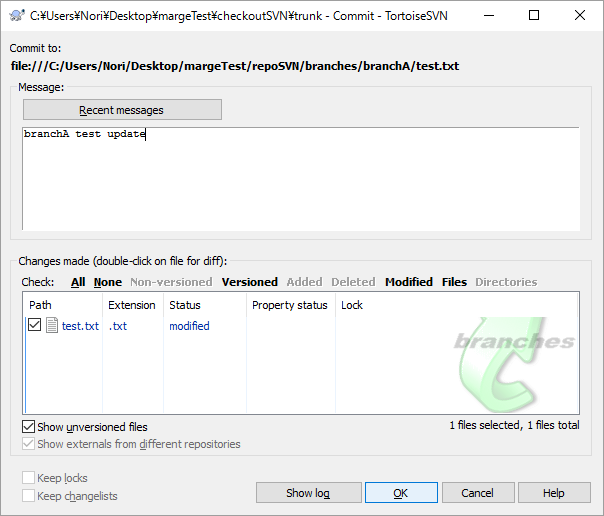 C:¥Users¥Nori¥Desktop¥margeTest¥checkoutSVN¥trunk - Commit - TortoiseSVN
Commit to:
file:///C:/Users/Nori/Desktop/margeTest/repoSVN/branches/branchA/test.txt
Message:
Recent messages
branchA test update
Changes made (double-click on file for diff):
Check: All None Non-versioned Versioned Added Deleted Modified Files Directories
Path Extension Status Property status Lock
test.txt .txt modified
branches
Show unversioned files
1 files selected, 1 files total
Show externals from different repositories
Keep locks
Keep changelists
Show log OK Cancel Help